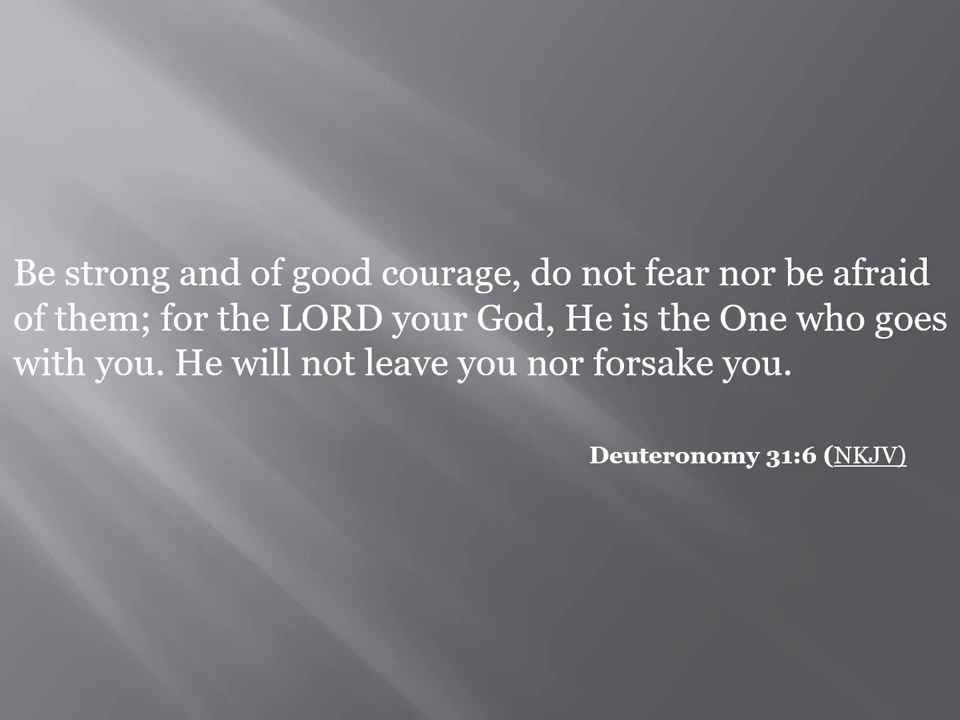 Be strong and of good courage, do not fear nor be afraid
of them; for the LORD your God, He is the One who goes
with you. He will not leave you nor forsake you.
Deuteronomy 31:6 (NKJV)